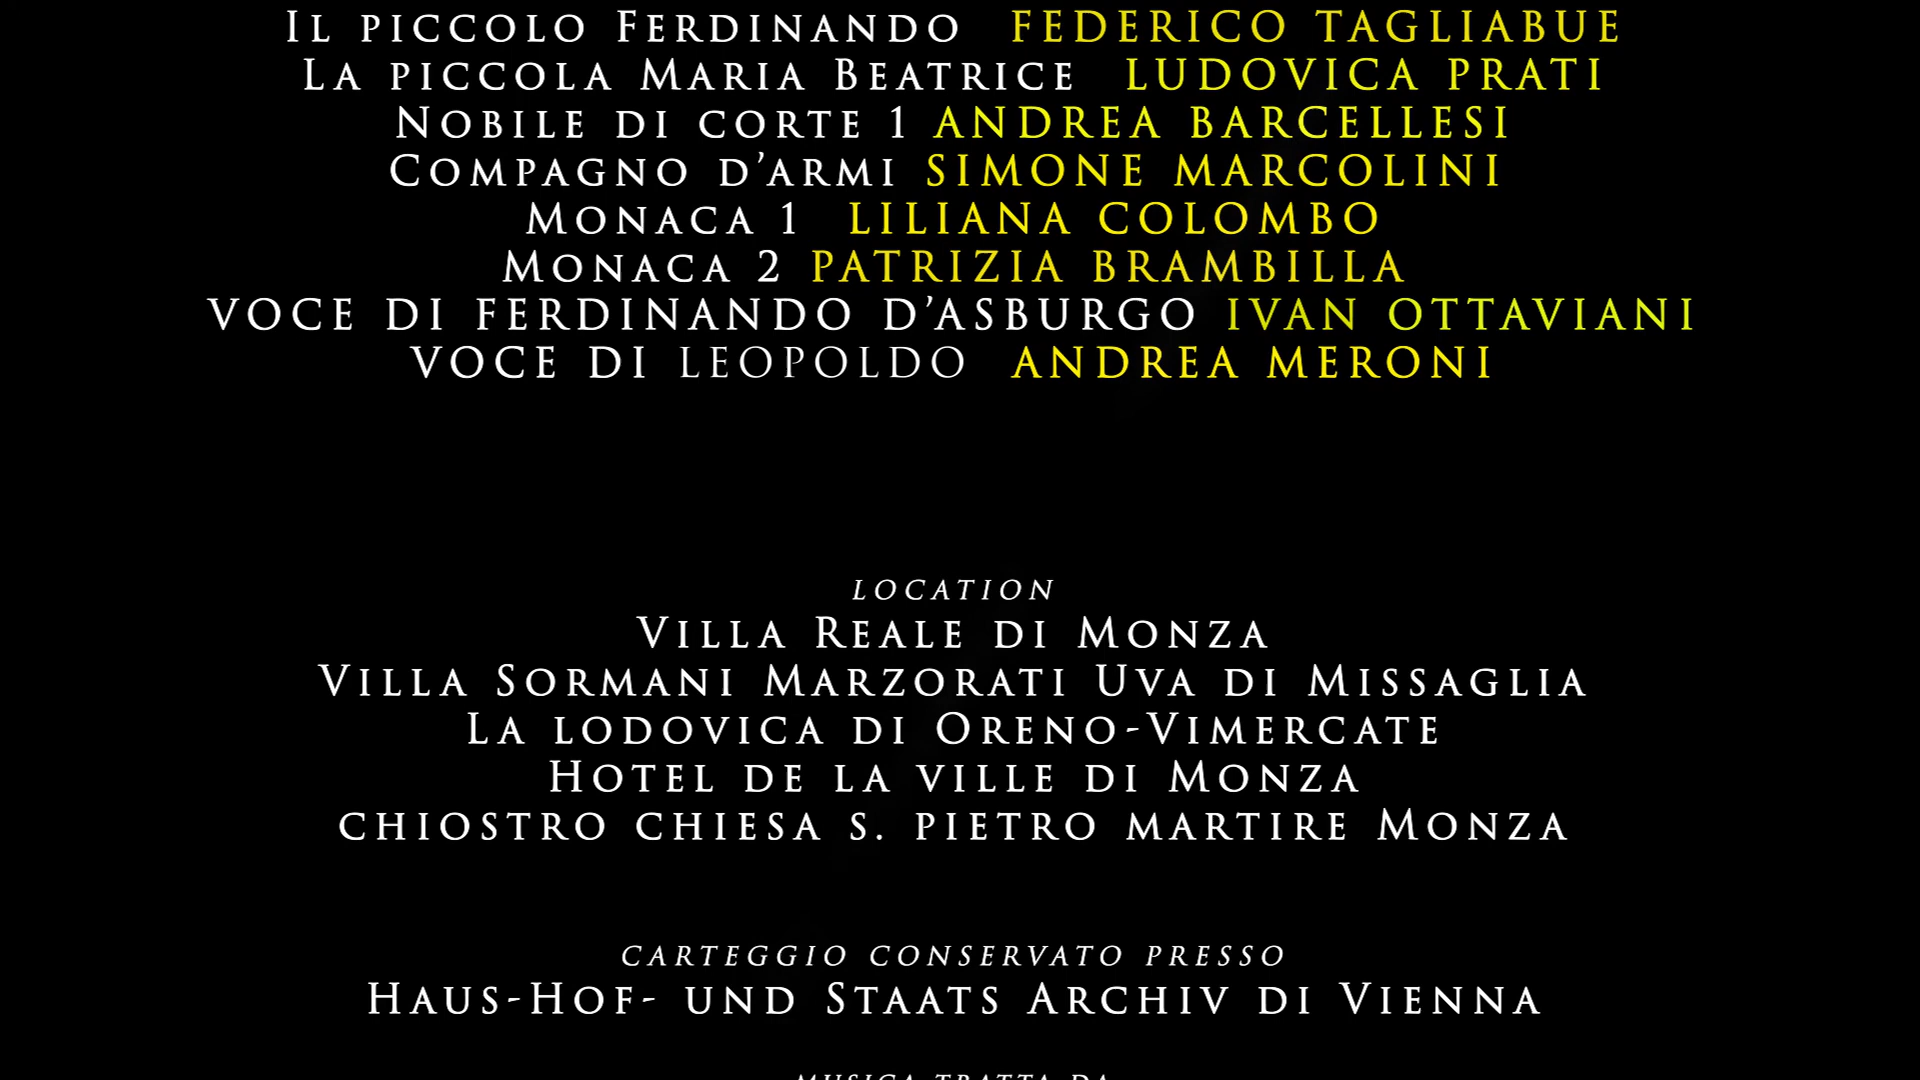 Il piccolo Ferdinando FEDERICO TAGLIABUE
La piccola Maria Beatrice LUDOVICA PRATI
Nobile di corte 1 ANDREA BARCELLESI
Compagno d’armi SIMONE MARCOLINI
Monaca 1 LILIANA COLOMBO
Monaca 2 PATRIZIA BRAMBILLA
VOCE DI FERDINANDO D’ASBURGO IVAN OTTAVIANI
VOCE DI LEOPOLDO ANDREA MERONI
LOCATION
Villa Reale di Monza
Villa Sormani Marzorati Uva di Missaglia
La lodovica di Oreno-Vimercate
Hotel de la ville di Monza
chiostro chiesa s. pietro martire Monza
CARTEGGIO CONSERVATO PRESSO
Haus-Hof- und Staats Archiv di Vienna
MUSICA TRATTA DA